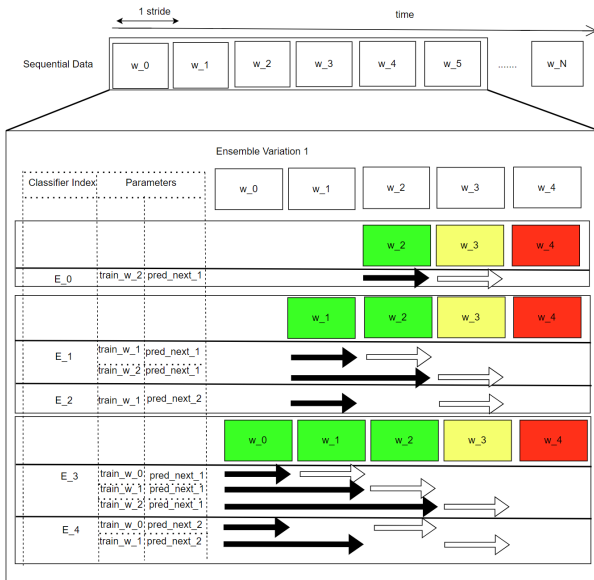 1 stride
time
Sequential Data
w_0 w_1 w_2 w_3 w_4 w_5 ....... w_N
Ensemble Variation 1
Classifier Index Parameters
w_0 w_1 w_2 w_3 w_4
w_2 w_3 w_4
E_0 train_w_2 pred_next_1
w_1 w_2 w_3 w_4
E_1 train_w_1 pred_next_1
train_w_2 pred_next_1
E_2 train_w_1 pred_next_2
w_0 w_1 w_2 w_3 w_4
E_3 train_w_0 pred_next_1
train_w_1 pred_next_1
train_w_2 pred_next_1
E_4 train_w_0 pred_next_2
train_w_1 pred_next_2